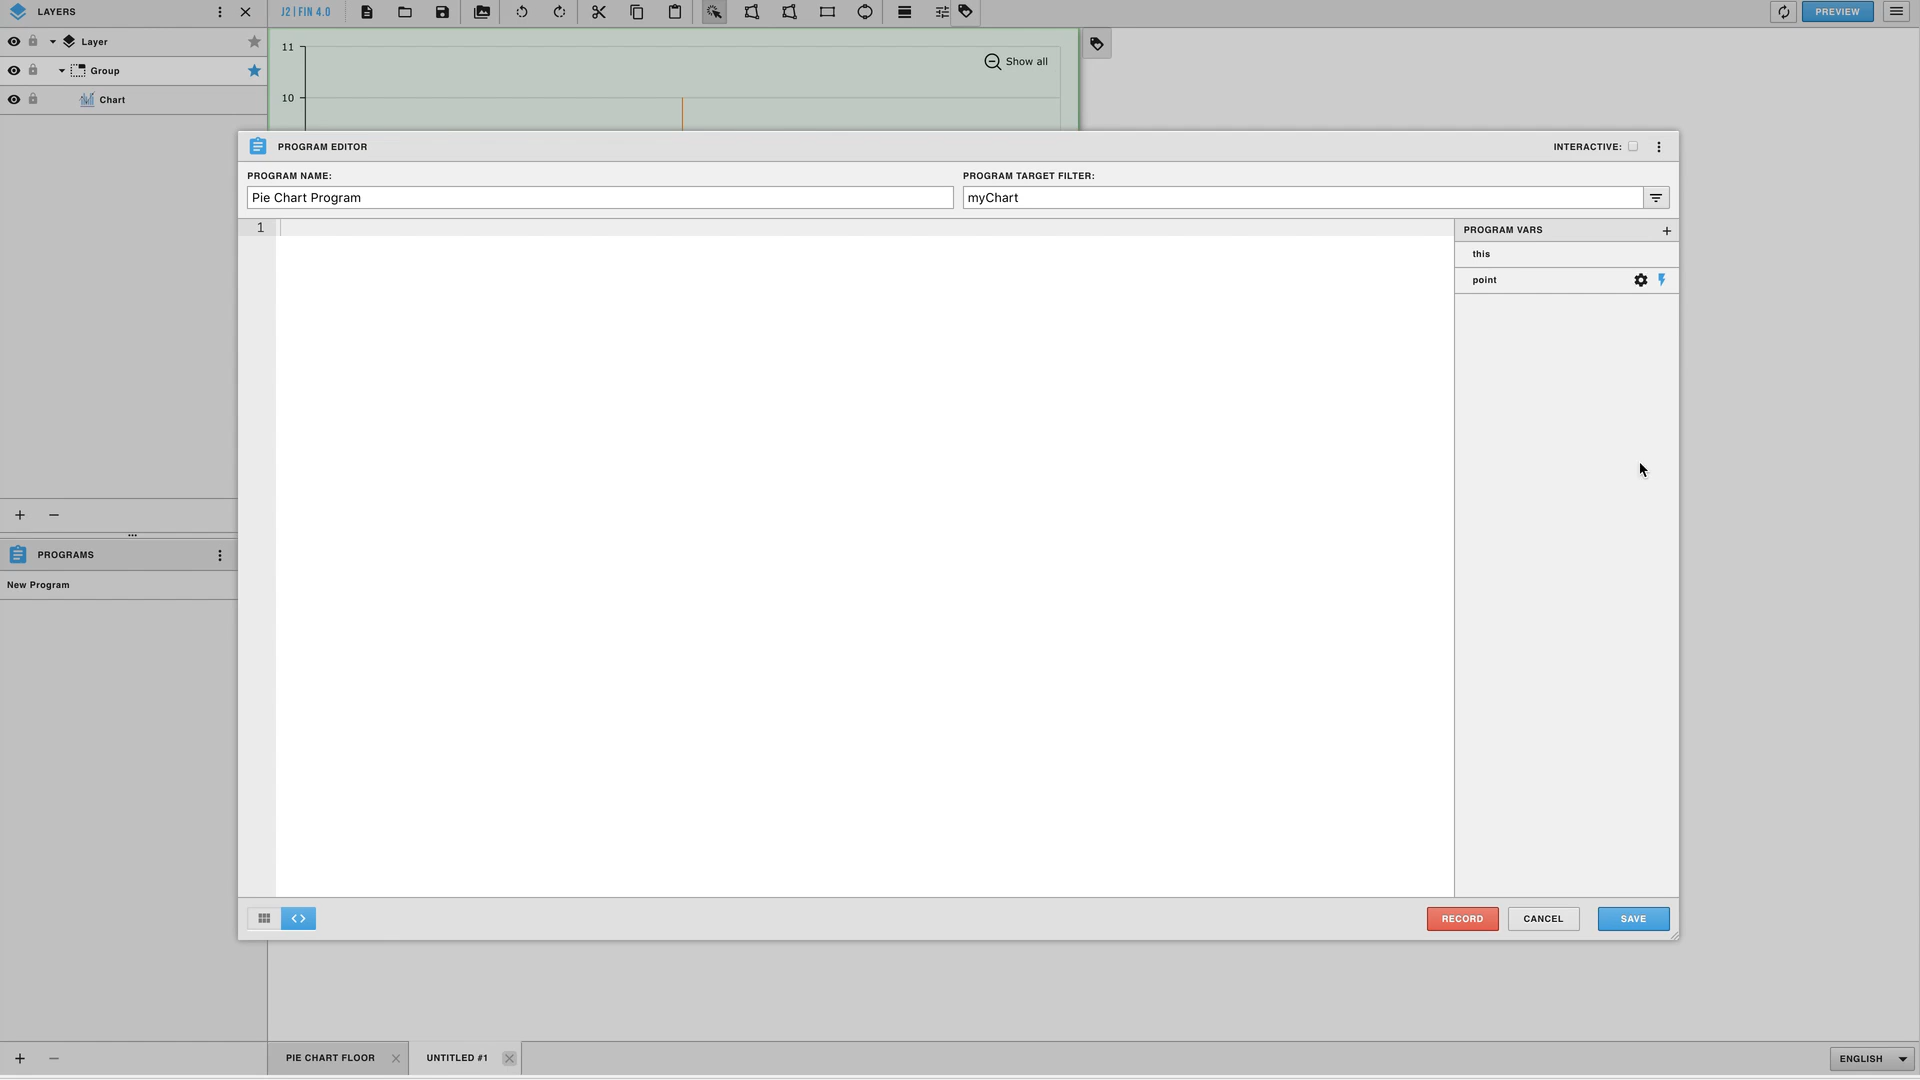 LAYERS
J2 | FIN 4.0
PREVIEW
Layer
Group
Chart
11
Show all
10
PROGRAM EDITOR
INTERACTIVE:
PROGRAM NAME:
PROGRAM TARGET FILTER:
Pie Chart Program
myChart
1
PROGRAM VARS
this
point
PROGRAMS
New Program
RECORD
CANCEL
SAVE
PIE CHART FLOOR
UNTITLED #1
ENGLISH